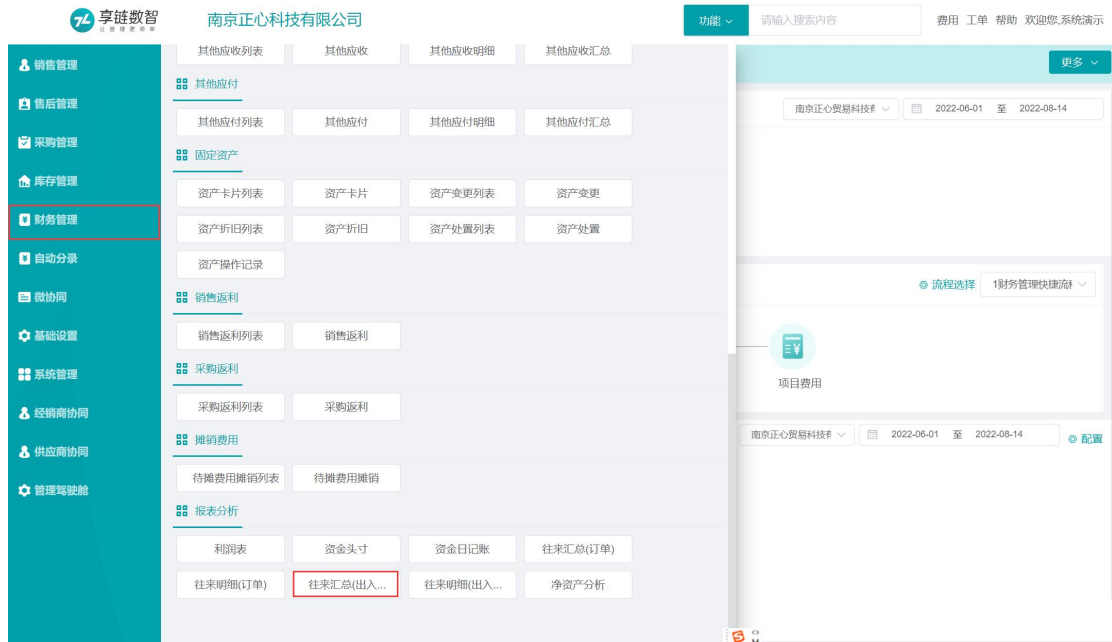 享链数智
让管理更简单
南京正心科技有限公司
功能
请输入搜索内容
费用 工单 帮助 欢迎您,系统演示
销售管理
售后管理
采购管理
库存管理
财务管理
自动分录
微协同
基础设置
系统管理
经销商协同
供应商协同
管理驾驶舱
其他应收列表 其他应收 其他应收明细 其他应收汇总
其他应付
其他应付列表 其他应付 其他应付明细 其他应付汇总
固定资产
资产卡片列表 资产卡片 资产变更列表 资产变更
资产折旧列表 资产折旧 资产处置列表 资产处置
资产操作记录
销售返利
销售返利列表 销售返利
采购返利
采购返利列表 采购返利
摊销费用
待摊费用摊销列表 待摊费用摊销
报表分析
利润表 资金头寸 资金日记账 往来汇总(订单)
往来明细(订单) 往来汇总(出入... 往来明细(出入... 净资产分析
更多
南京正心贸易科技有 2022-06-01 至 2022-08-14
流程选择 1财务管理快捷流程
项目费用
南京正心贸易科技有 2022-06-01 至 2022-08-14 配置